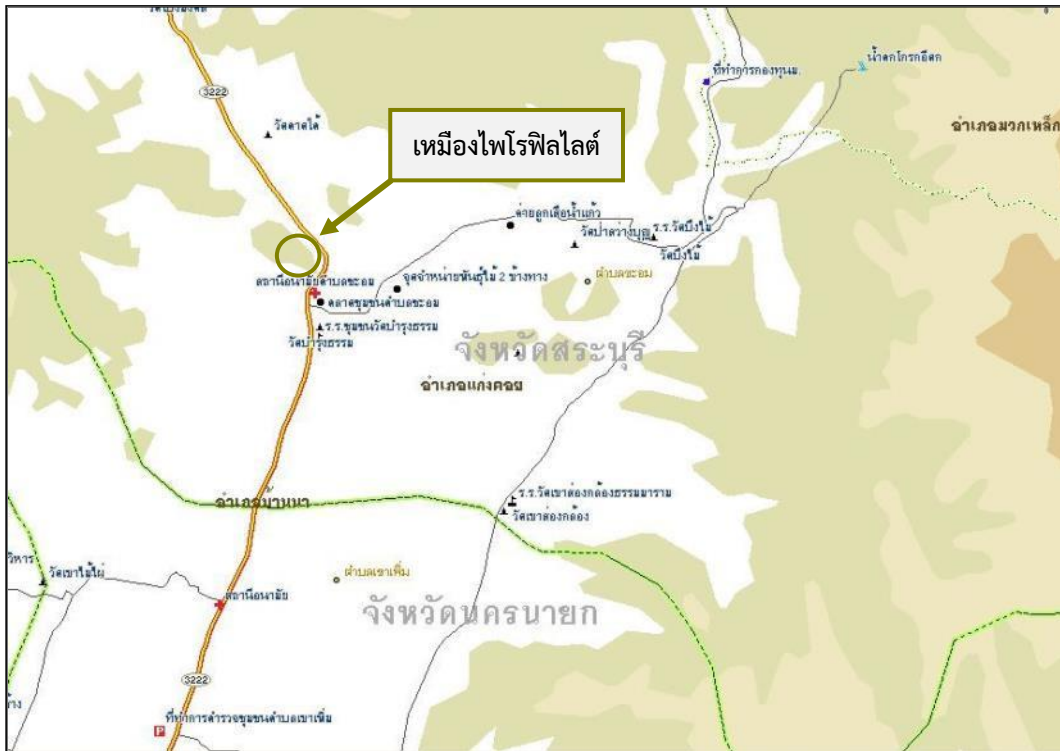 3222
วัดตาดได้
เหมืองไพโรฟิลไลต์
ที่ทำการกองทุนฯ.
น้ำตกโกรกอีดก
อำเภอมวกเหล็ก
ค่ายลูกเสือน้ำแก้ว
วัดป่าสว่างบุญ
ร.ร.วัดบึงไม้
วัดบึงไม้
สถานีอนามัยตำบลชะอม
จุดจำหน่ายพันธุ์ไม้ 2 ข้างทาง
ตำบลชะอม
ตลาดชุมชนตำบลชะอม
ร.ร.ชุมชนวัดบำรุงธรรม
วัดบำรุงธรรม
จังหวัดสระบุรี
อำเภอแก่งคอย
อำเภอบ้านนา
ร.ร.วัดเขาส่องกล้องธรรมาราม
วัดเขาส่องกล้อง
วิหาร
วัดเขาไม้ไผ่
ตำบลเขาเพิ่ม
สถานีอนามัย
จังหวัดนครนายก
3222
ที่ทำการตำรวจชุมชนตำบลเขาเพิ่ม
P